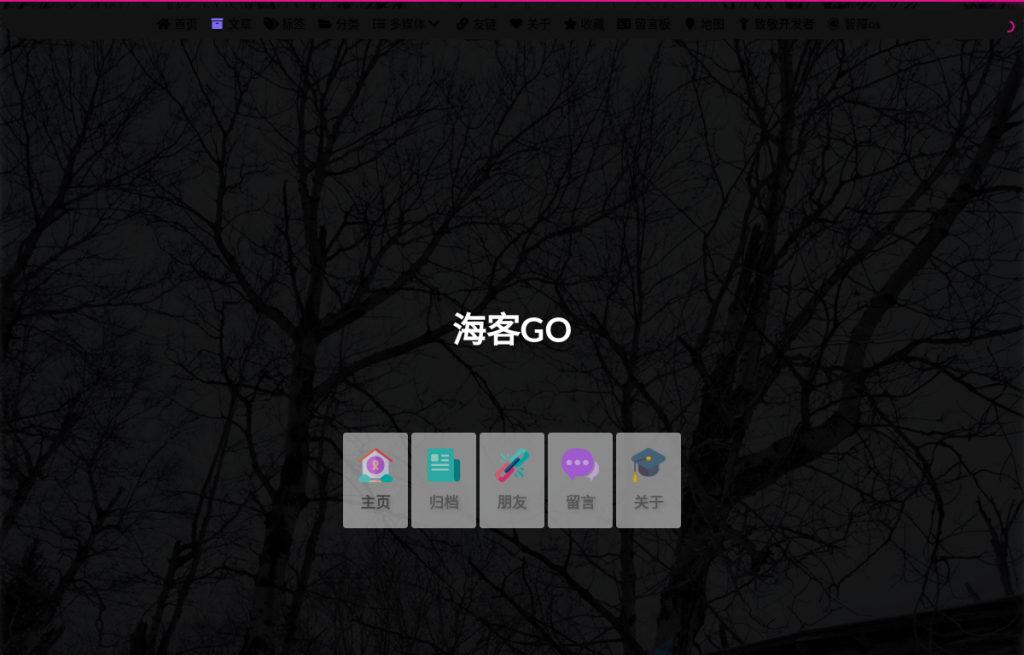 首页 文章 标签 分类 多媒体 友链 关于 收藏 留言板 地图 致敬开发者 智障os
海客GO
主页 归档 朋友 留言 关于